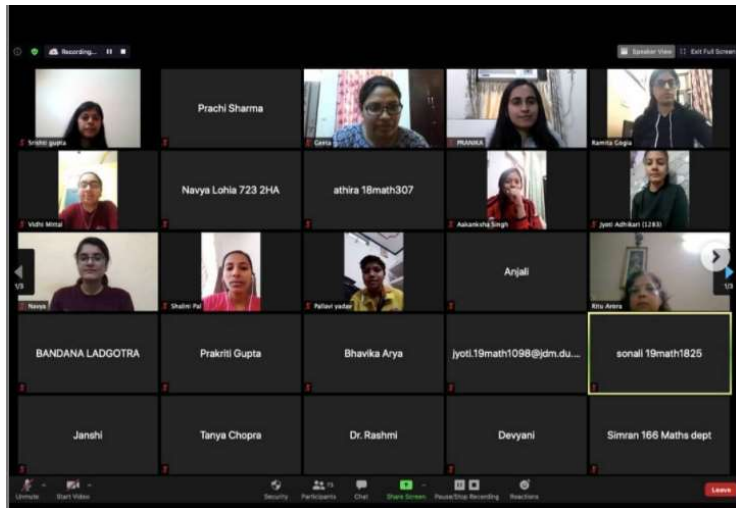 Recording...
Speaker View Exit Full Screen
Srishti gupta
Prachi Sharma
Geeta
PRANIKA
Ramita Gogia
Vidhi Mittal
Navya Lohia 723 2HA
athira 18math307
Aakanksha Singh
Jyoti Adhikari (1283)
Navya
Shalini Pal
Pallavi yadav
Anjali
Ritu Arora
1/3
1/3
BANDANA LADGOTRA
Prakriti Gupta
Bhavika Arya
jyoti.19math1098@jdm.du....
sonali 19math1825
Janshi
Tanya Chopra
Dr. Rashmi
Devyani
Simran 166 Maths dept
Unmute
Start Video
Security
Participants
75
Chat
Share Screen
Pause/Stop Recording
Reactions
Leave